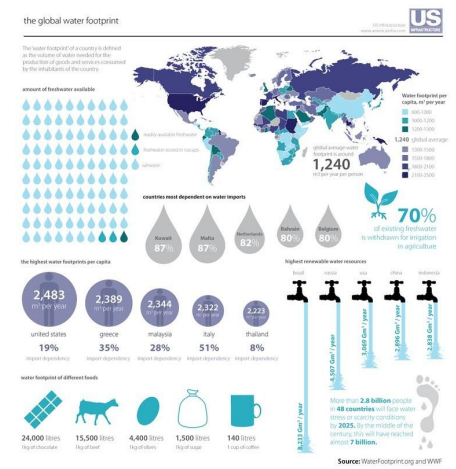 the global water footprint
US infrastructure
US
INFRASTRUCTURE
The 'water footprint' of a country is defined
as the volume of water needed for the
production of goods and services consumed
by the inhabitants of the country.
amount of freshwater available
readily available freshwater
Water footprint per
capita, m³ per year
1,240 global average
global average water
footprint is around
1,240
m3 per year per person
countries most dependent on water imports
Kuwait
87%
Malta
87%
Netherlands
82%
Bahrain
80%
Belgium
80%
70%
of existing freshwater
is withdrawn for irrigation
in agriculture
the highest water footprints per capita
2,483
m³ per year
united states
19%
import dependency
2,389
m³ per year
greece
35%
import dependency
2,344
m³ per year
malaysia
28%
import dependency
2,322
m³ per year
italy
51%
import dependency
2,223
m³ per year
thailand
8%
import dependency
highest renewable water resources
brazil
russia
usa
china
indonesia
8,233 Gm³ / year
4,507 Gm³ / year
3,069 Gm³ / year
2,896 Gm³ / year
2,838 Gm³ / year
water footprint of different foods
24,000 litres
1kg of chocolate
15,500 litres
1kg of beef
4,400 litres
1kg of olives
1,500 litres
1kg of sugar
140 litres
1 cup of coffee
More than 2.8 billion people
in 48 countries will face water
stress or scarcity conditions
by 2025. By the middle of the
century, this will have reached
almost 7 billion.
Source: WaterFootprint.org and WWF